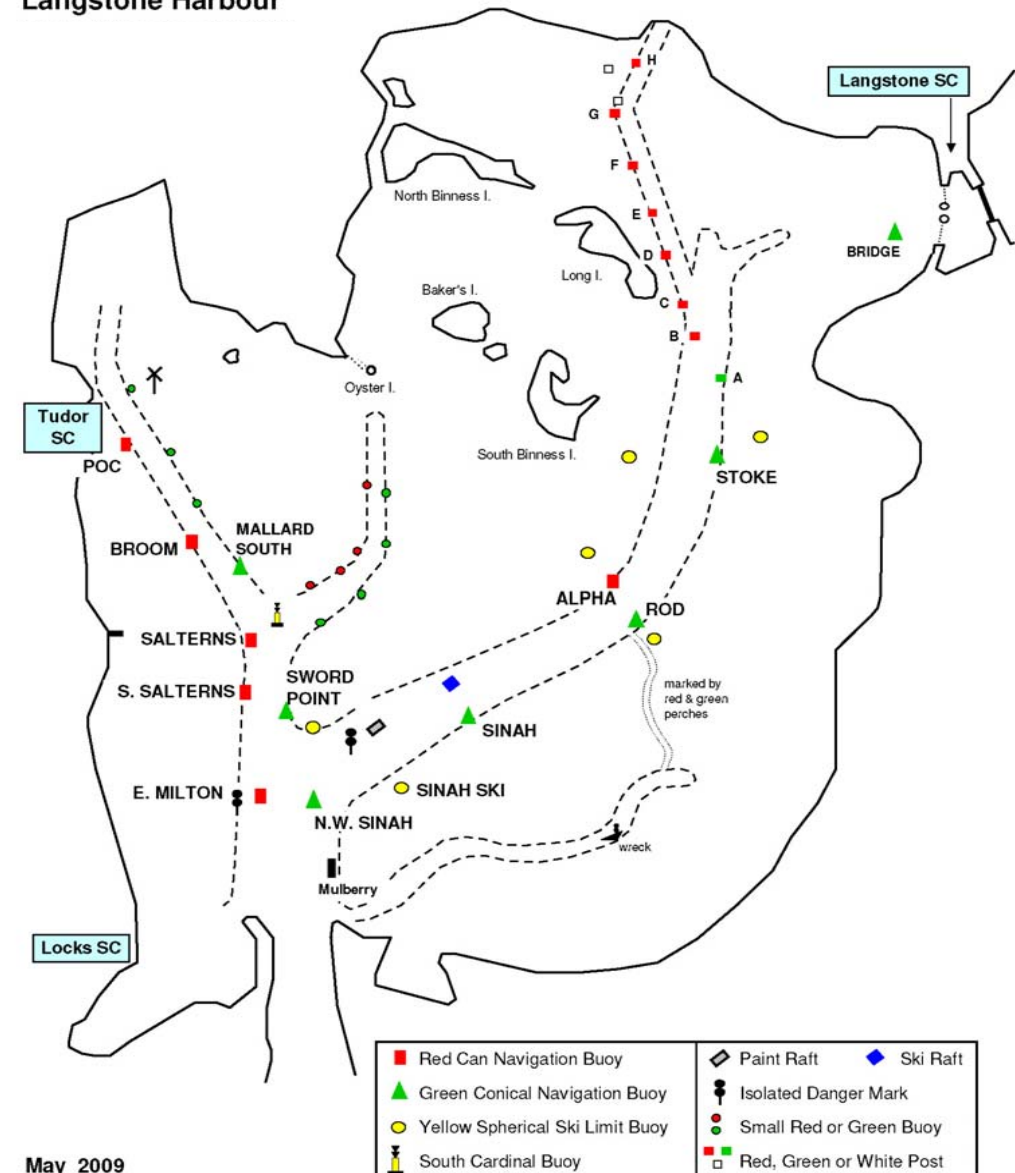 Langstone Harbour
H
Langstone SC
G
F
North Binness I.
E
BRIDGE
D
Long I.
Baker's I.
C
B
Oyster I.
A
Tudor
SC
South Binness I.
POC
STOKE
MALLARD
SOUTH
BROOM
ALPHA
ROD
SALTERNS
SWORD
POINT
S. SALTERNS
marked by
red & green
perches
SINAH
E. MILTON
SINAH SKI
N.W. SINAH
wreck
Mulberry
Locks SC
Red Can Navigation Buoy
Green Conical Navigation Buoy
Yellow Spherical Ski Limit Buoy
South Cardinal Buoy
Paint Raft
Ski Raft
Isolated Danger Mark
Small Red or Green Buoy
Red, Green or White Post
May 2009